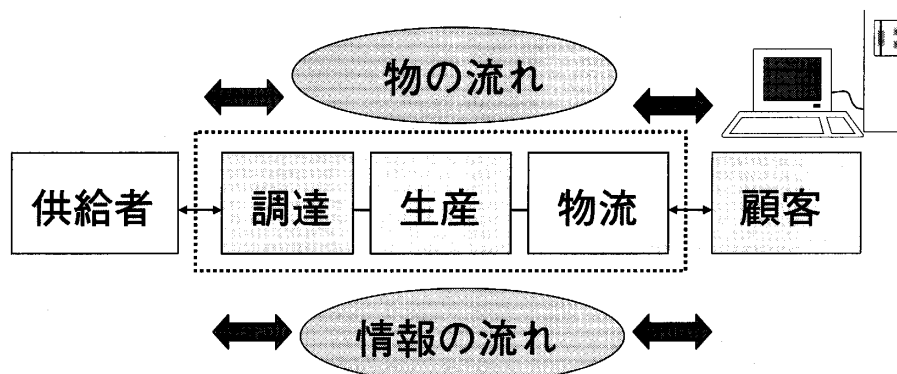 物の流れ
供給者
調達
生産
物流
顧客
情報の流れ